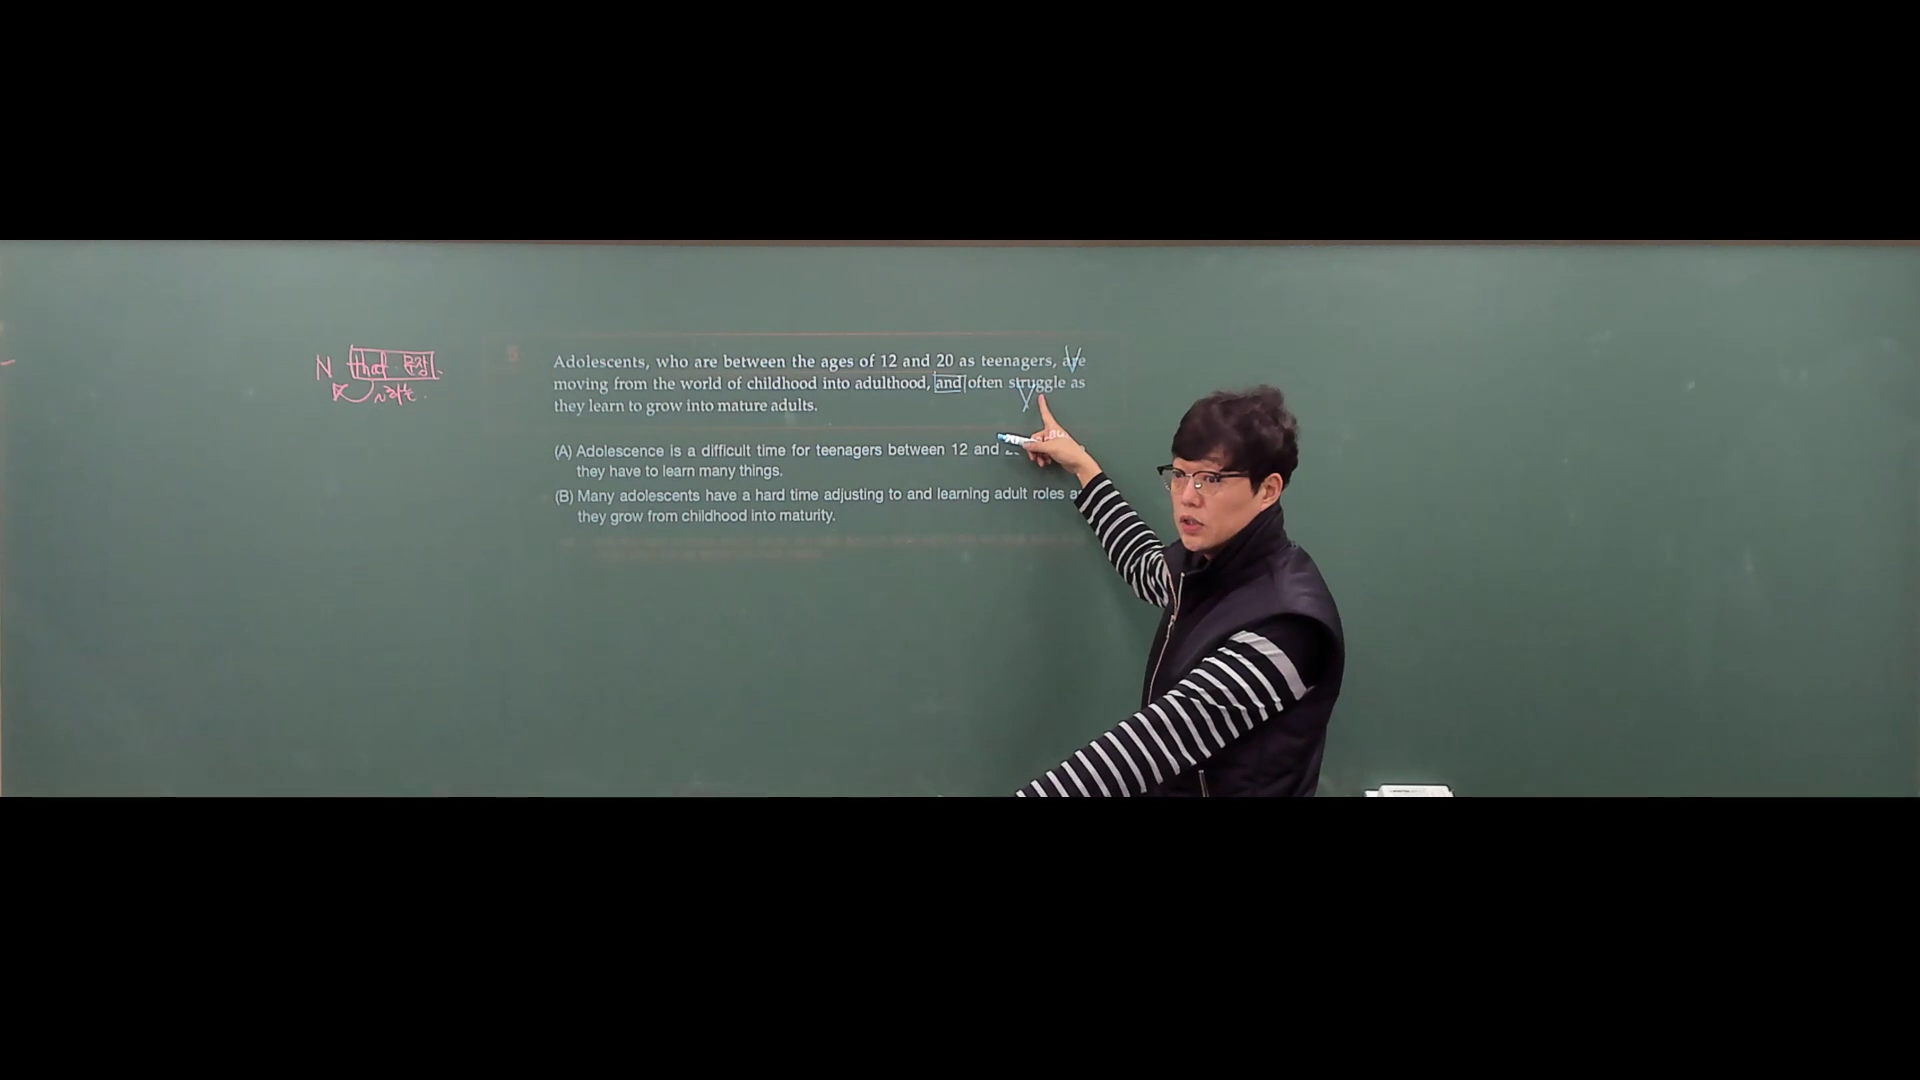 N that 문장.
~라는.
5
Adolescents, who are between the ages of 12 and 20 as teenagers, are
V
moving from the world of childhood into adulthood, and often struggle as
V
they learn to grow into mature adults.
(A) Adolescence is a difficult time for teenagers between 12 and
they have to learn many things.
(B) Many adolescents have a hard time adjusting to and learning adult roles
they grow from childhood into maturity.